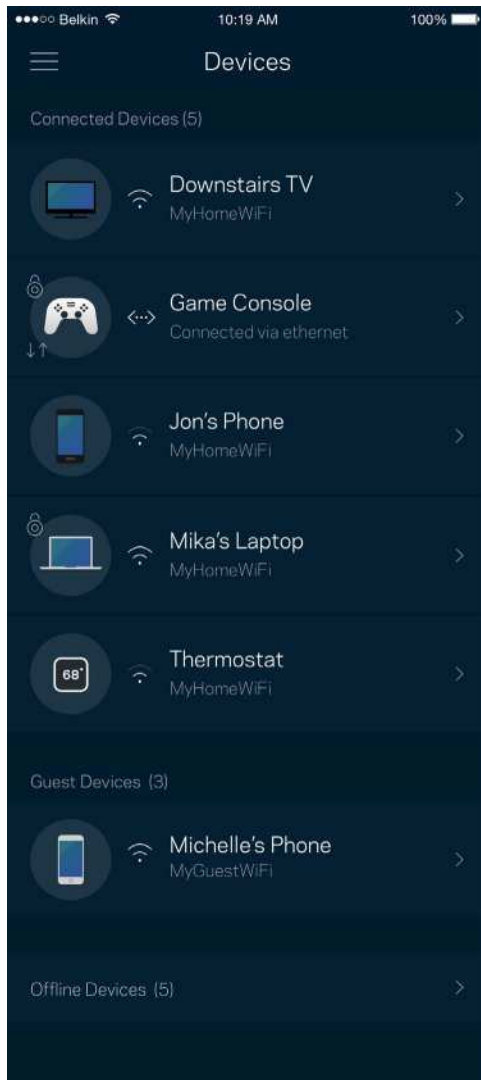 Belkin 10:19 AM 100%
Devices
Connected Devices (5)
Downstairs TV
MyHomeWiFi
Game Console
Connected via ethernet
Jon's Phone
MyHomeWiFi
Mika's Laptop
MyHomeWiFi
68°
Thermostat
MyHomeWiFi
Guest Devices (3)
Michelle's Phone
MyGuestWiFi
Offline Devices (5)